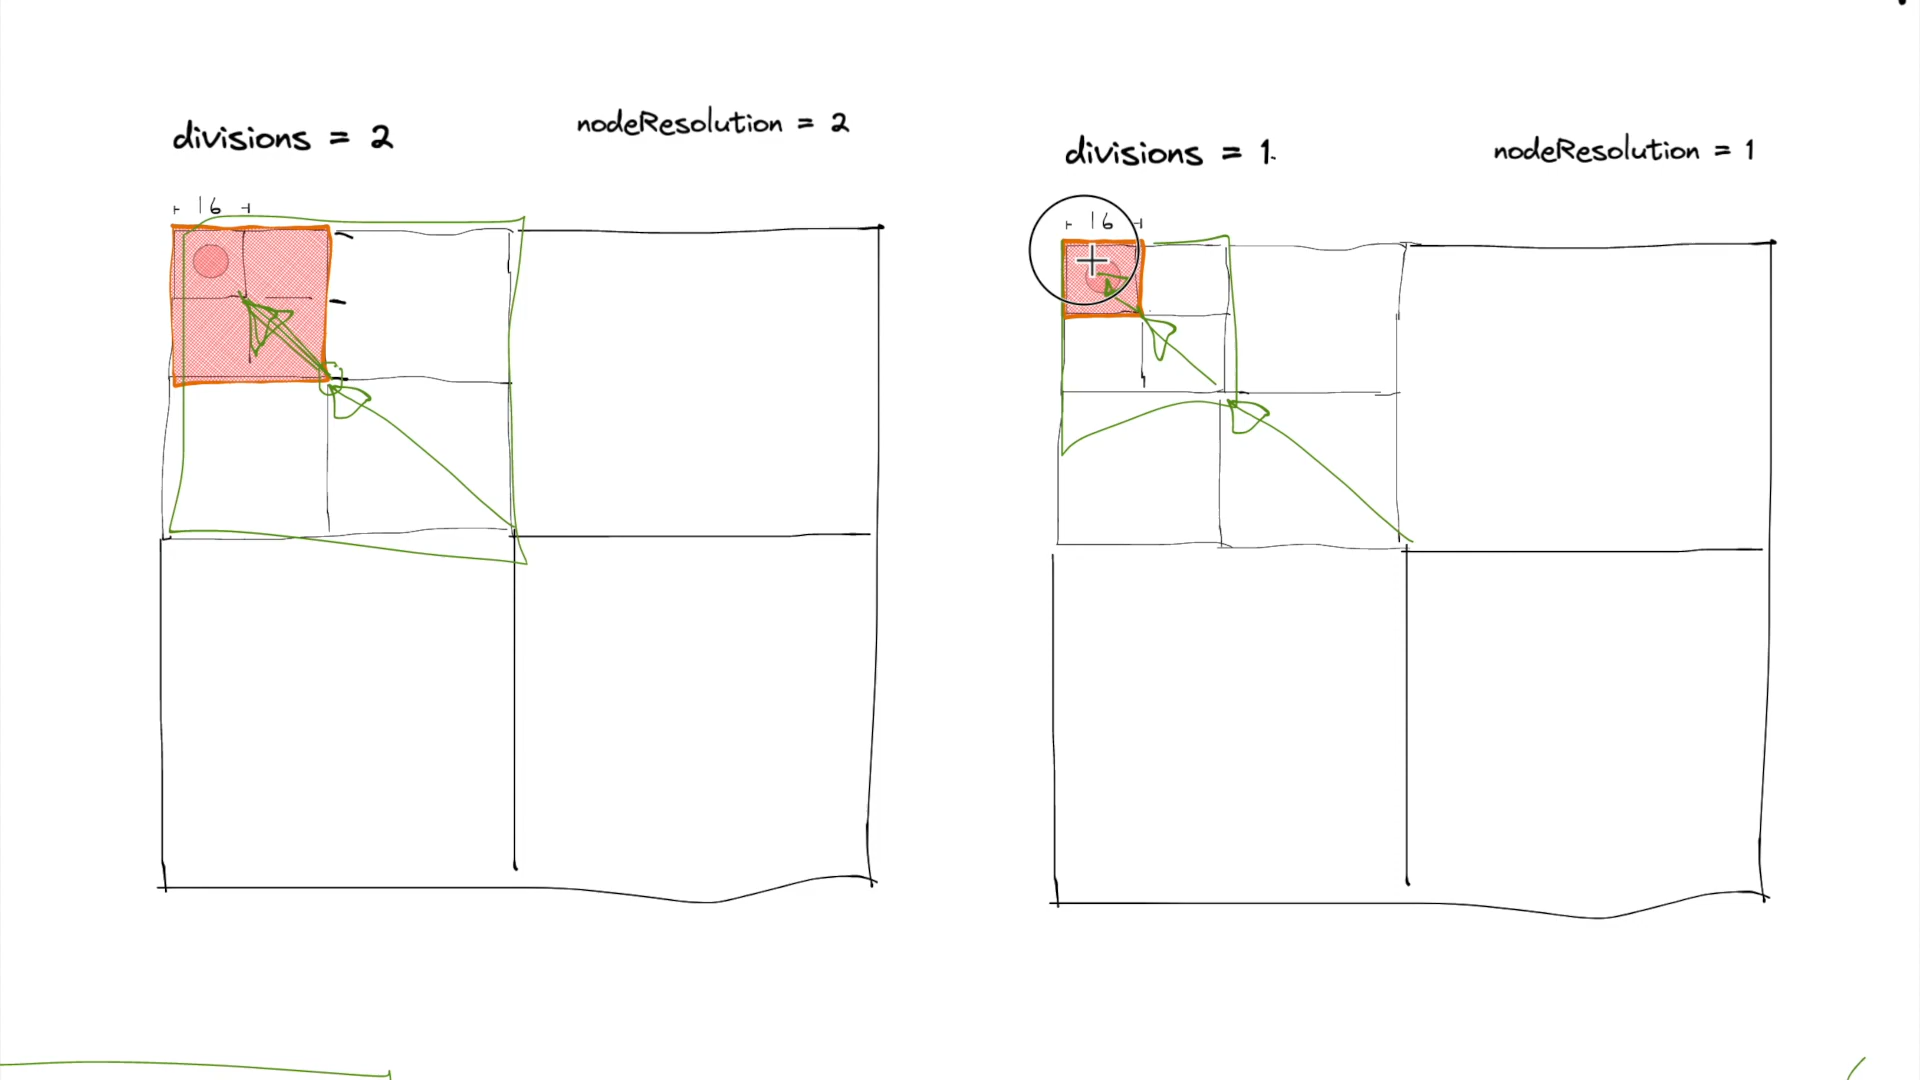 divisions = 2
nodeResolution = 2
16
divisions = 1
nodeResolution = 1
16